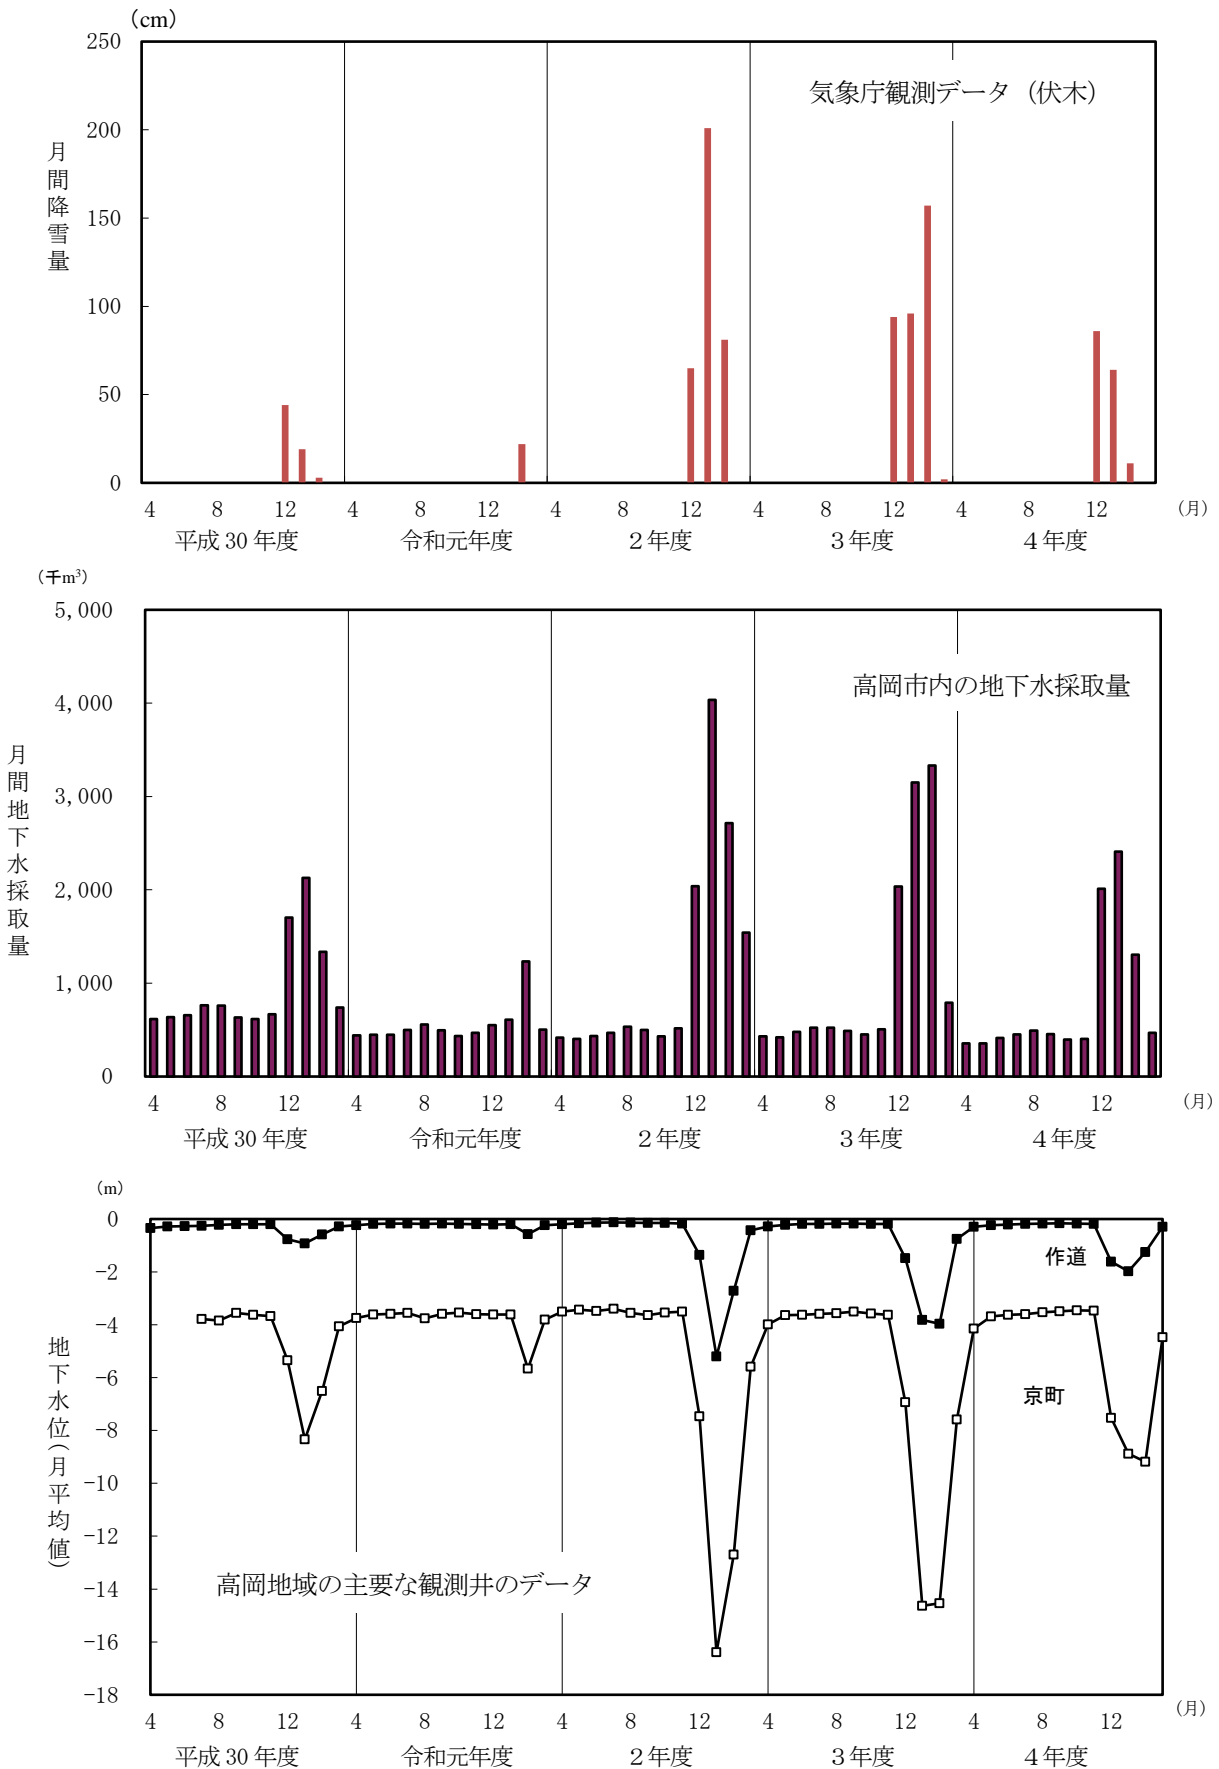 （cm）
250
200
150
100
50
0
月間降雪量
気象庁観測データ（伏木）
4 8 12 4 8 12 4 8 12 4 8 12 4 8 12 （月）
平成 30 年度 令和元年度 ２年度 ３年度 ４年度
（千m³）
5,000
4,000
3,000
2,000
1,000
0
月間地下水採取量
高岡市内の地下水採取量
4 8 12 4 8 12 4 8 12 4 8 12 4 8 12 （月）
平成 30 年度 令和元年度 ２年度 ３年度 ４年度
（m）
0
−2
−4
−6
−8
−10
−12
−14
−16
−18
地下水位（月平均値）
作道
京町
高岡地域の主要な観測井のデータ
4 8 12 4 8 12 4 8 12 4 8 12 4 8 12 （月）
平成 30 年度 令和元年度 ２年度 ３年度 ４年度